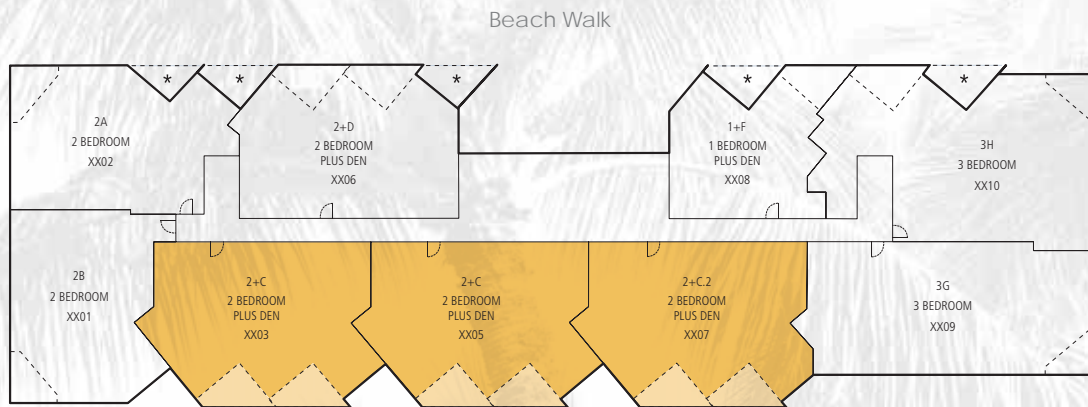 Beach Walk
*
*
*
*
*
2A
2 BEDROOM
XX02
2+D
2 BEDROOM
PLUS DEN
XX06
1+F
1 BEDROOM
PLUS DEN
XX08
3H
3 BEDROOM
XX10
2B
2 BEDROOM
XX01
2+C
2 BEDROOM
PLUS DEN
XX03
2+C
2 BEDROOM
PLUS DEN
XX05
2+C.2
2 BEDROOM
PLUS DEN
XX07
3G
3 BEDROOM
XX09